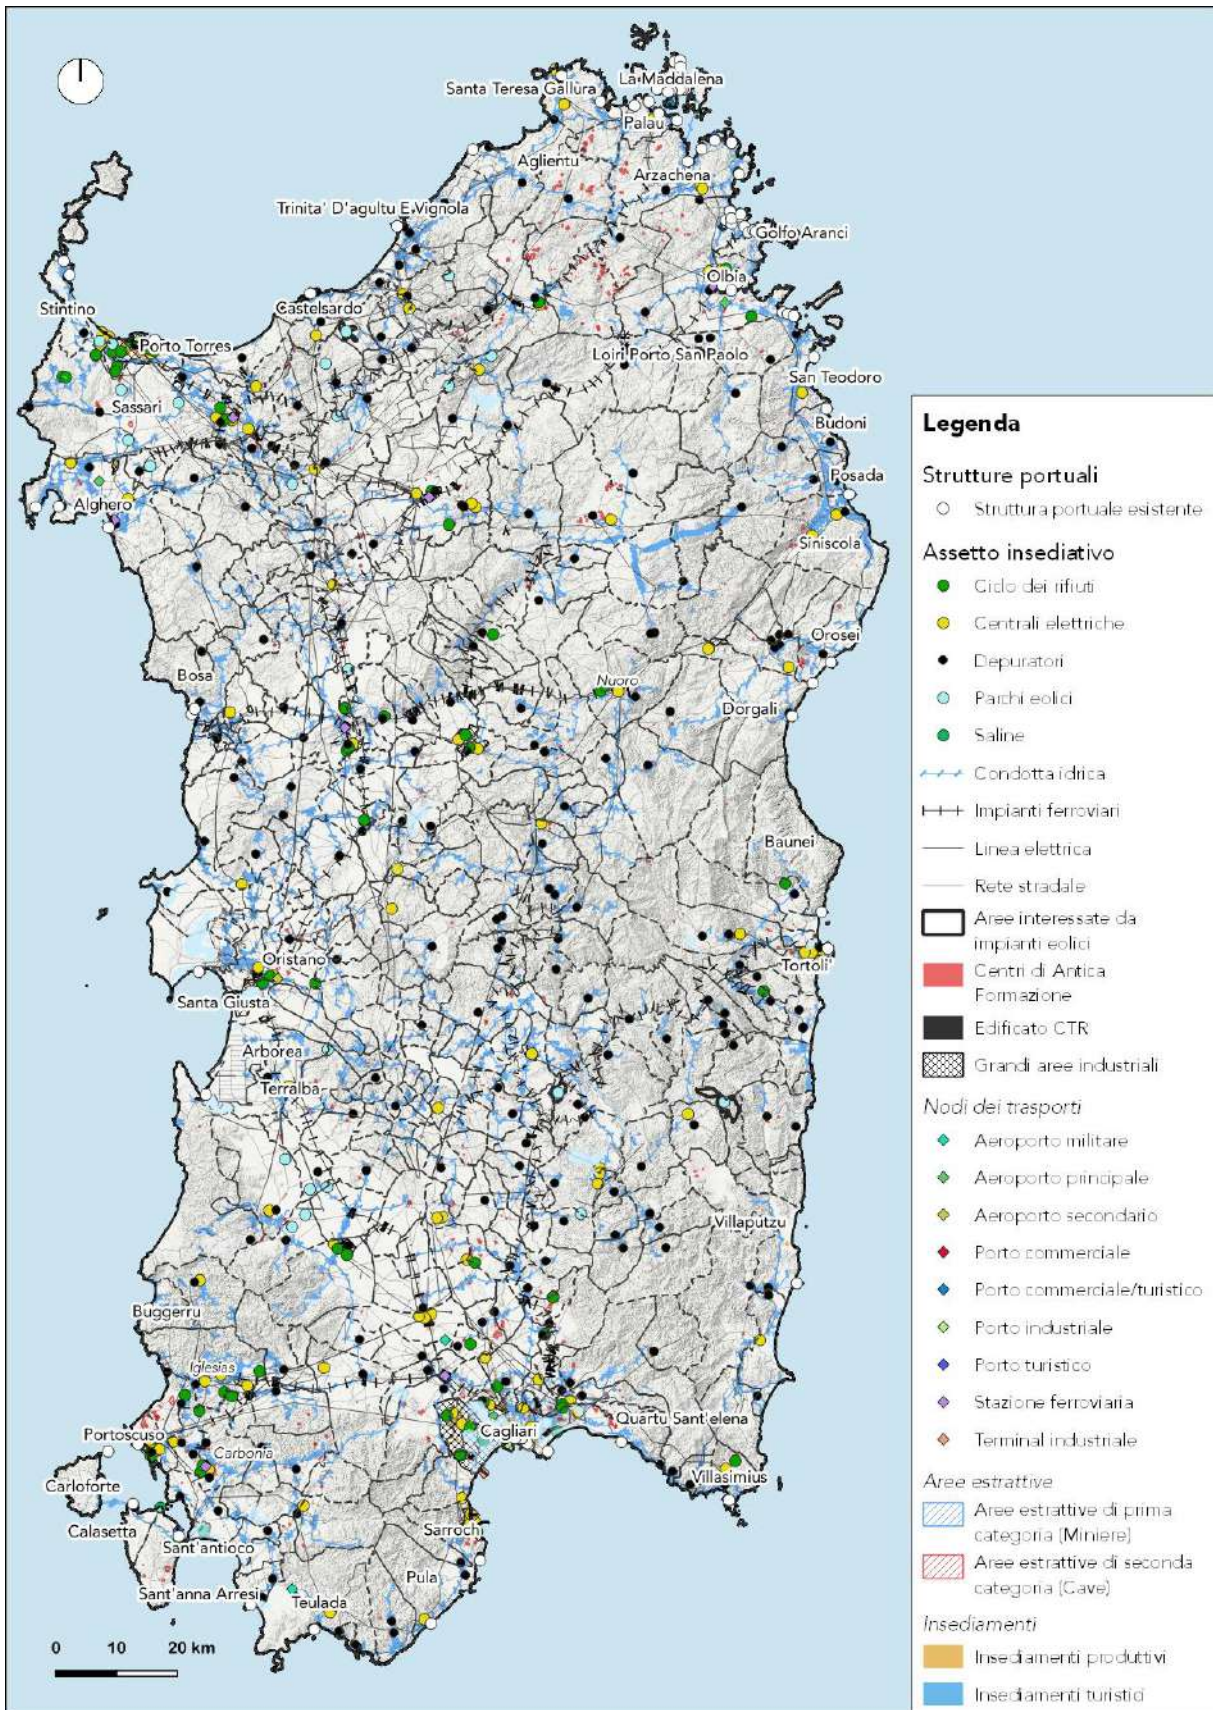 Santa Teresa Gallura
La Maddalena
Palau
Aglientu
Arzachena
Trinita' D'agultu E Vignola
Golfo Aranci
Olbia
Stintino
Castelsardo
Porto Torres
Loiri Porto San Paolo
San Teodoro
Sassari
Budoni
Posada
Alghero
Siniscola
Orosei
Bosa
Nuoro
Dorgali
Baunei
Oristano
Tortoli'
Santa Giusta
Arborea
Terralba
Villaputzu
Buggerru
Iglesias
Portoscuso
Quartu Sant'elena
Cagliari
Carbonia
Villasimius
Carloforte
Calasetta
Sarroch
Sant'antioco
Pula
Sant'anna Arresi
Teulada
0 10 20 km
Legenda
Strutture portuali
Struttura portuale esistente
Assetto insediativo
Ciclo dei rifiuti
Centrali elettriche
Depuratori
Parchi eolici
Saline
Condotta idrica
Impianti ferroviari
Linea elettrica
Rete stradale
Aree interessate da
impianti eolici
Centri di Antica
Formazione
Edificato CTR
Grandi aree industriali
Nodi dei trasporti
Aeroporto militare
Aeroporto principale
Aeroporto secondario
Porto commerciale
Porto commerciale/turistico
Porto industriale
Porto turistico
Stazione ferroviaria
Terminal industriale
Aree estrattive
Aree estrattive di prima
categoria (Miniere)
Aree estrattive di seconda
categoria (Cave)
Insediamenti
Insediamenti produttivi
Insediamenti turistici